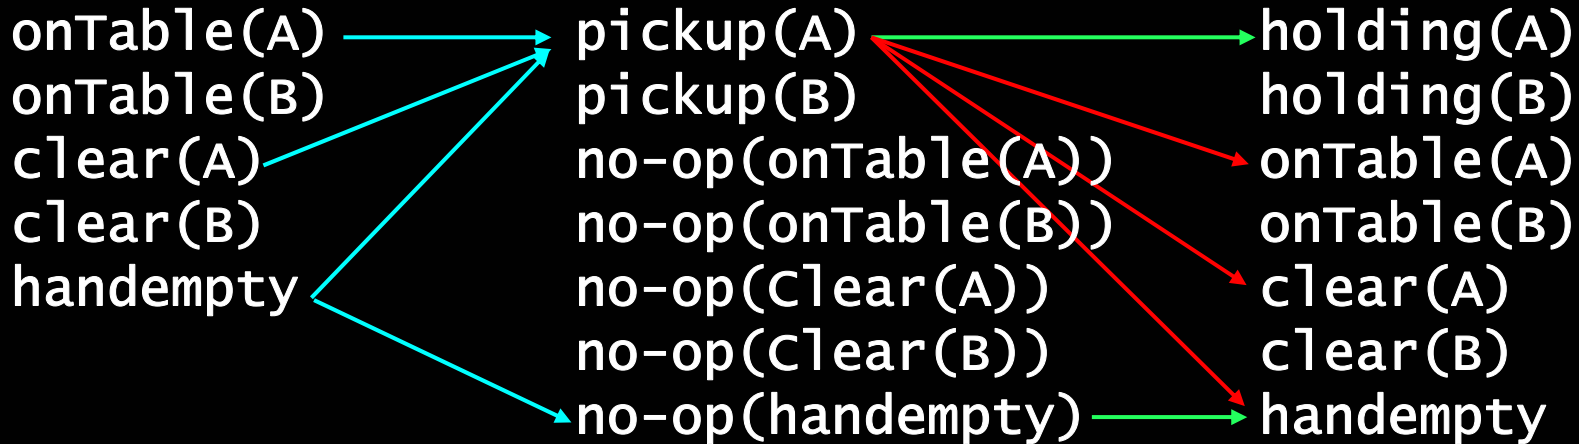 onTable(A) pickup(A) holding(A)
onTable(B) pickup(B) holding(B)
clear(A) no-op(onTable(A)) onTable(A)
clear(B) no-op(onTable(B)) onTable(B)
handempty no-op(Clear(A)) clear(A)
no-op(Clear(B)) clear(B)
no-op(handempty) handempty